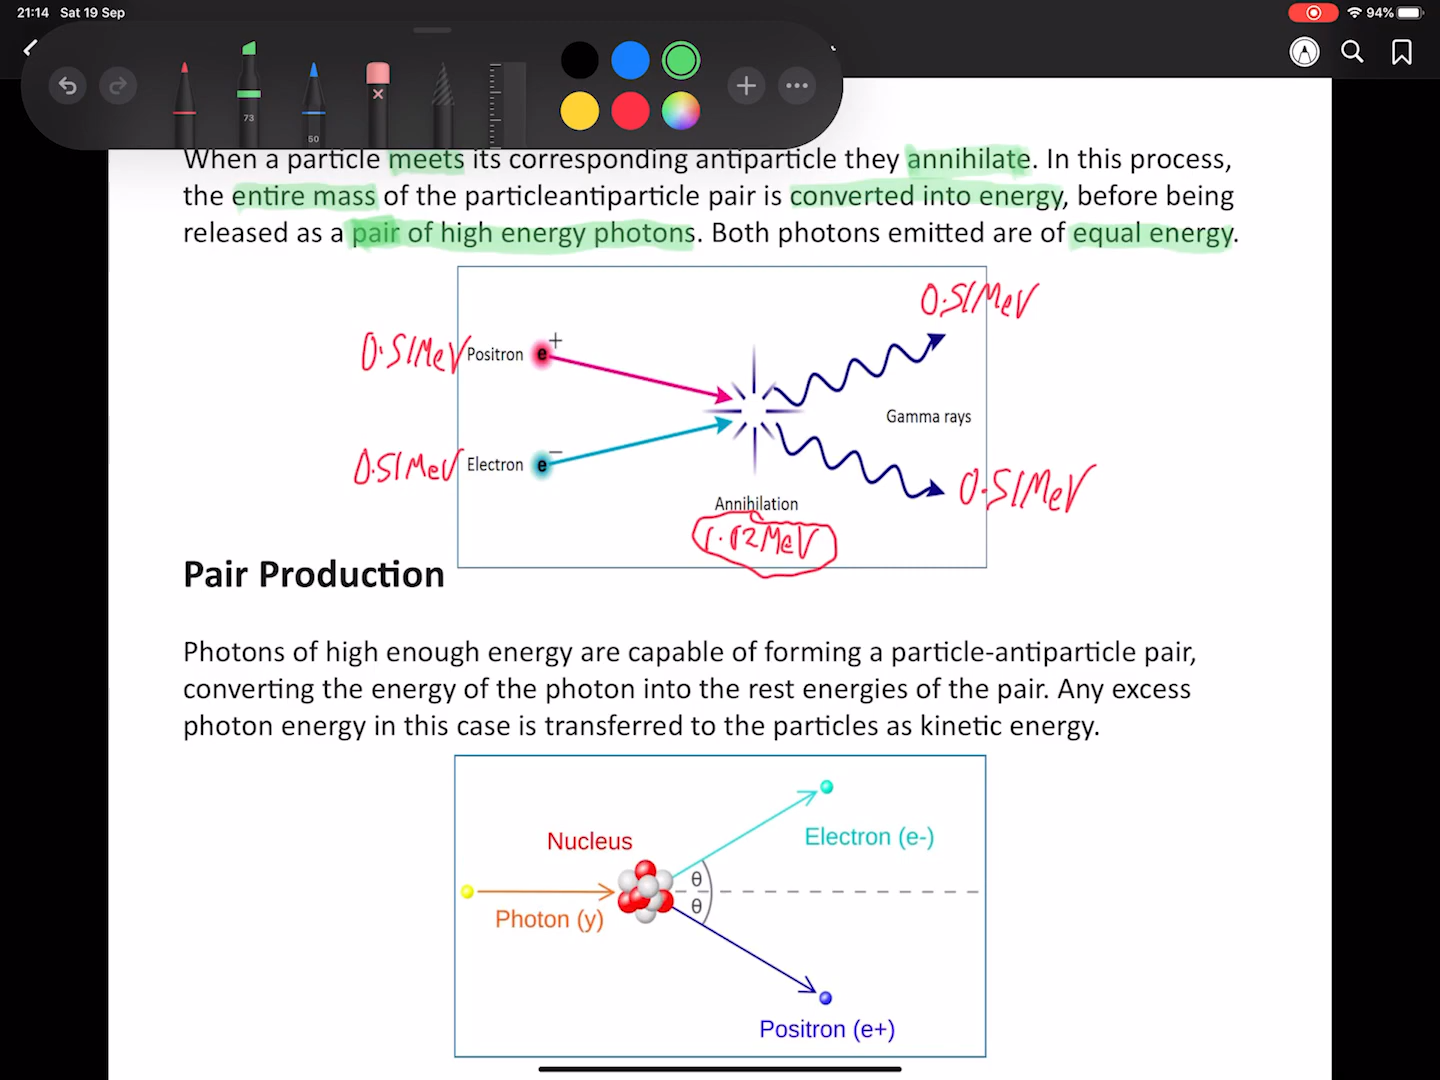 21:14 Sat 19 Sep
94%
73
50
When a particle meets its corresponding antiparticle they annihilate. In this process,
the entire mass of the particleantiparticle pair is converted into energy, before being
released as a pair of high energy photons. Both photons emitted are of equal energy.
0.51MeV
0.51MeV
Positron
e
+
Gamma rays
0.51MeV
Electron
e
−
0.51MeV
Annihilation
1.02MeV
Pair Production
Photons of high enough energy are capable of forming a particle-antiparticle pair,
converting the energy of the photon into the rest energies of the pair. Any excess
photon energy in this case is transferred to the particles as kinetic energy.
Nucleus
Electron (e-)
θ
θ
Photon (y)
Positron (e+)